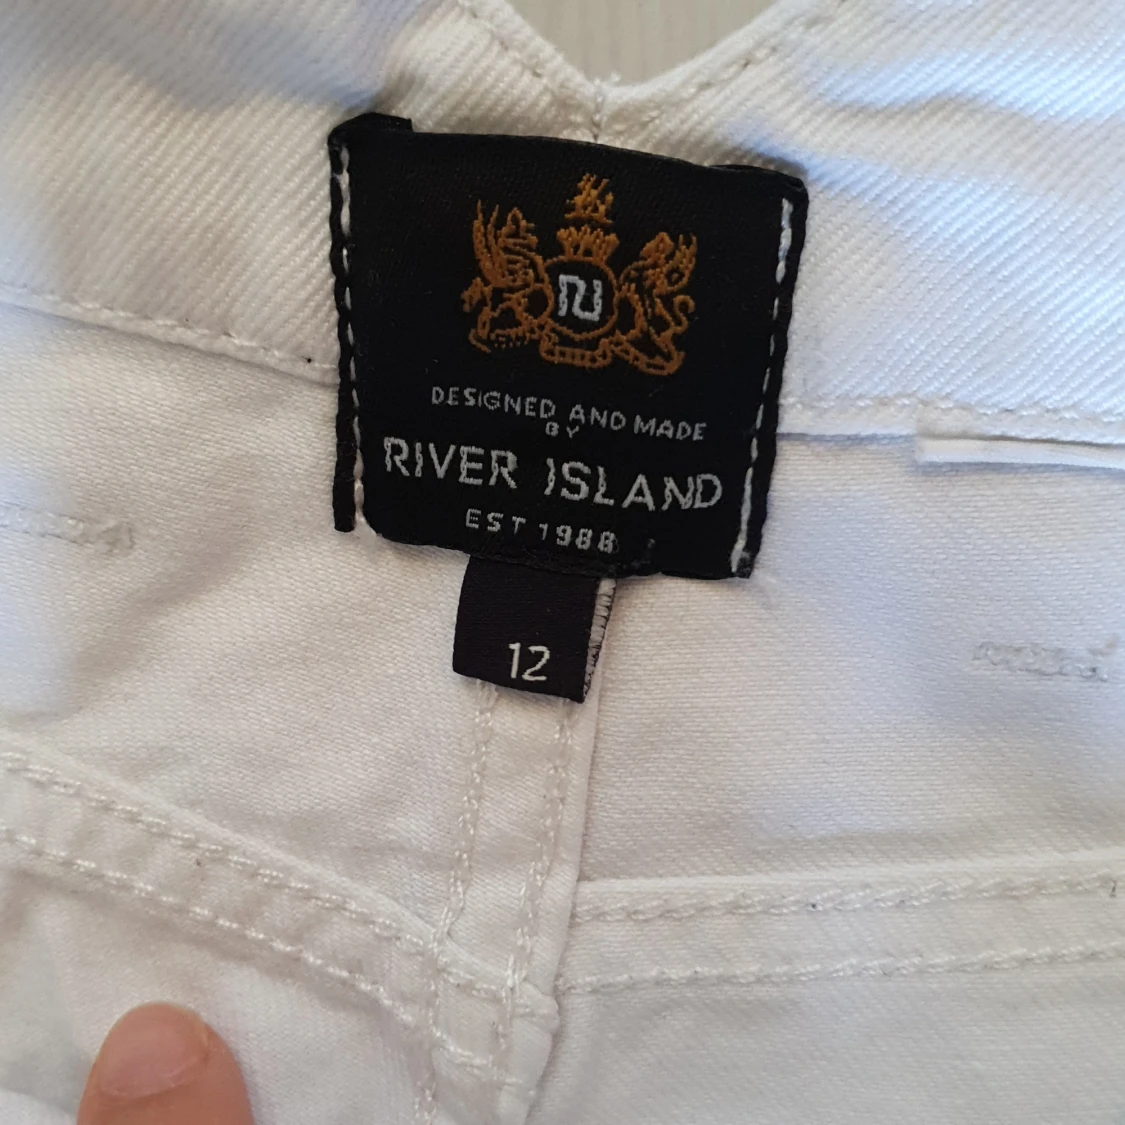 RI
DESIGNED AND MADE
BY
RIVER ISLAND
EST 1988
12